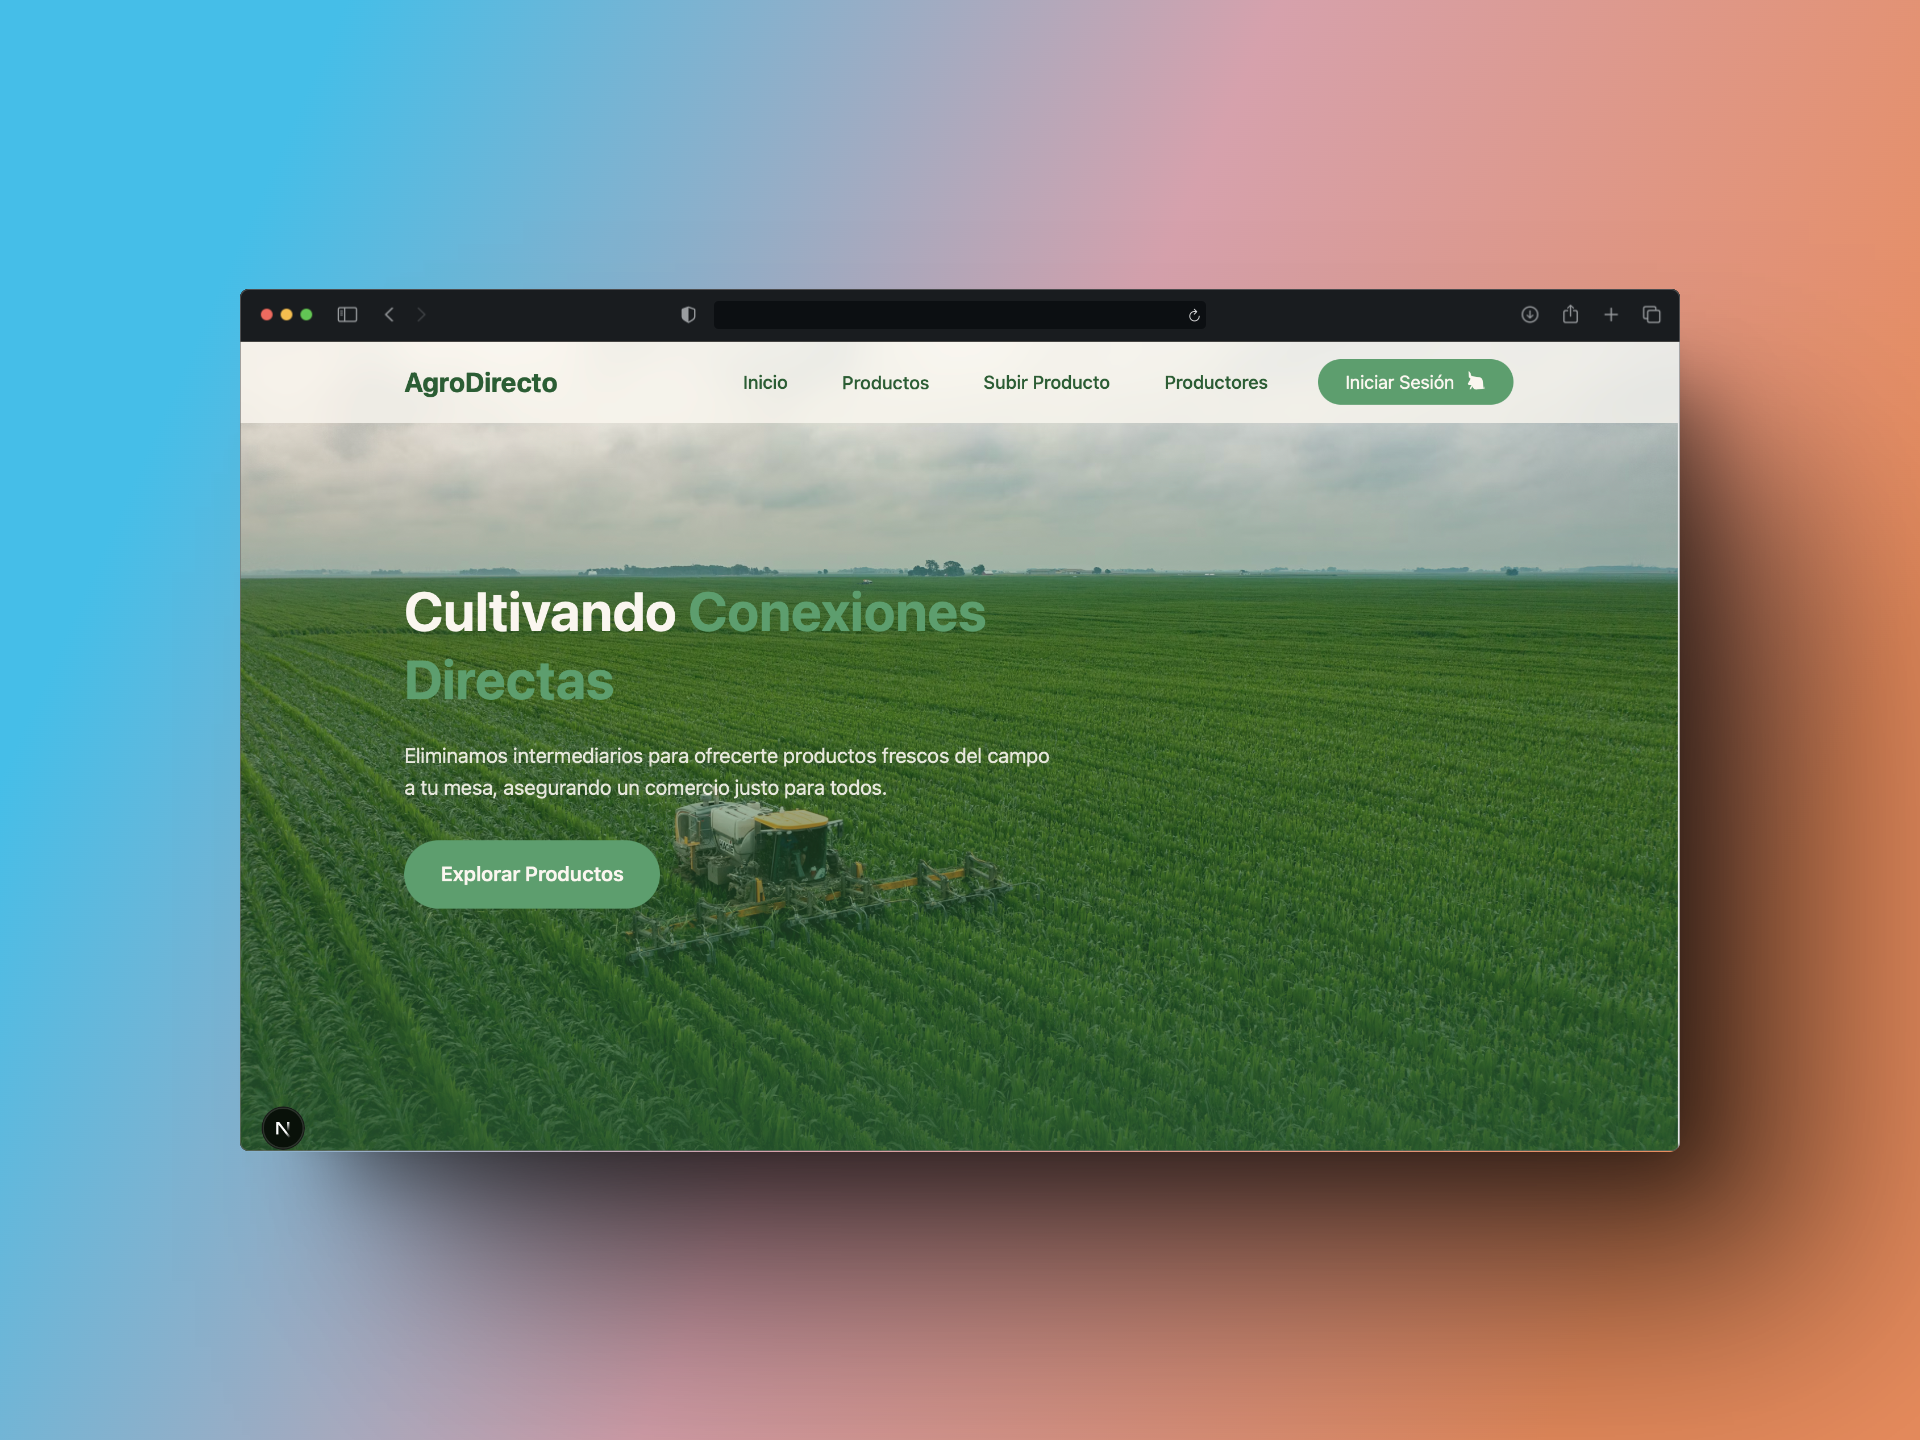 AgroDirecto
Inicio
Productos
Subir Producto
Productores
Iniciar Sesión
Cultivando Conexiones
Directas
Eliminamos intermediarios para ofrecerte productos frescos del campo
a tu mesa, asegurando un comercio justo para todos.
Explorar Productos
N